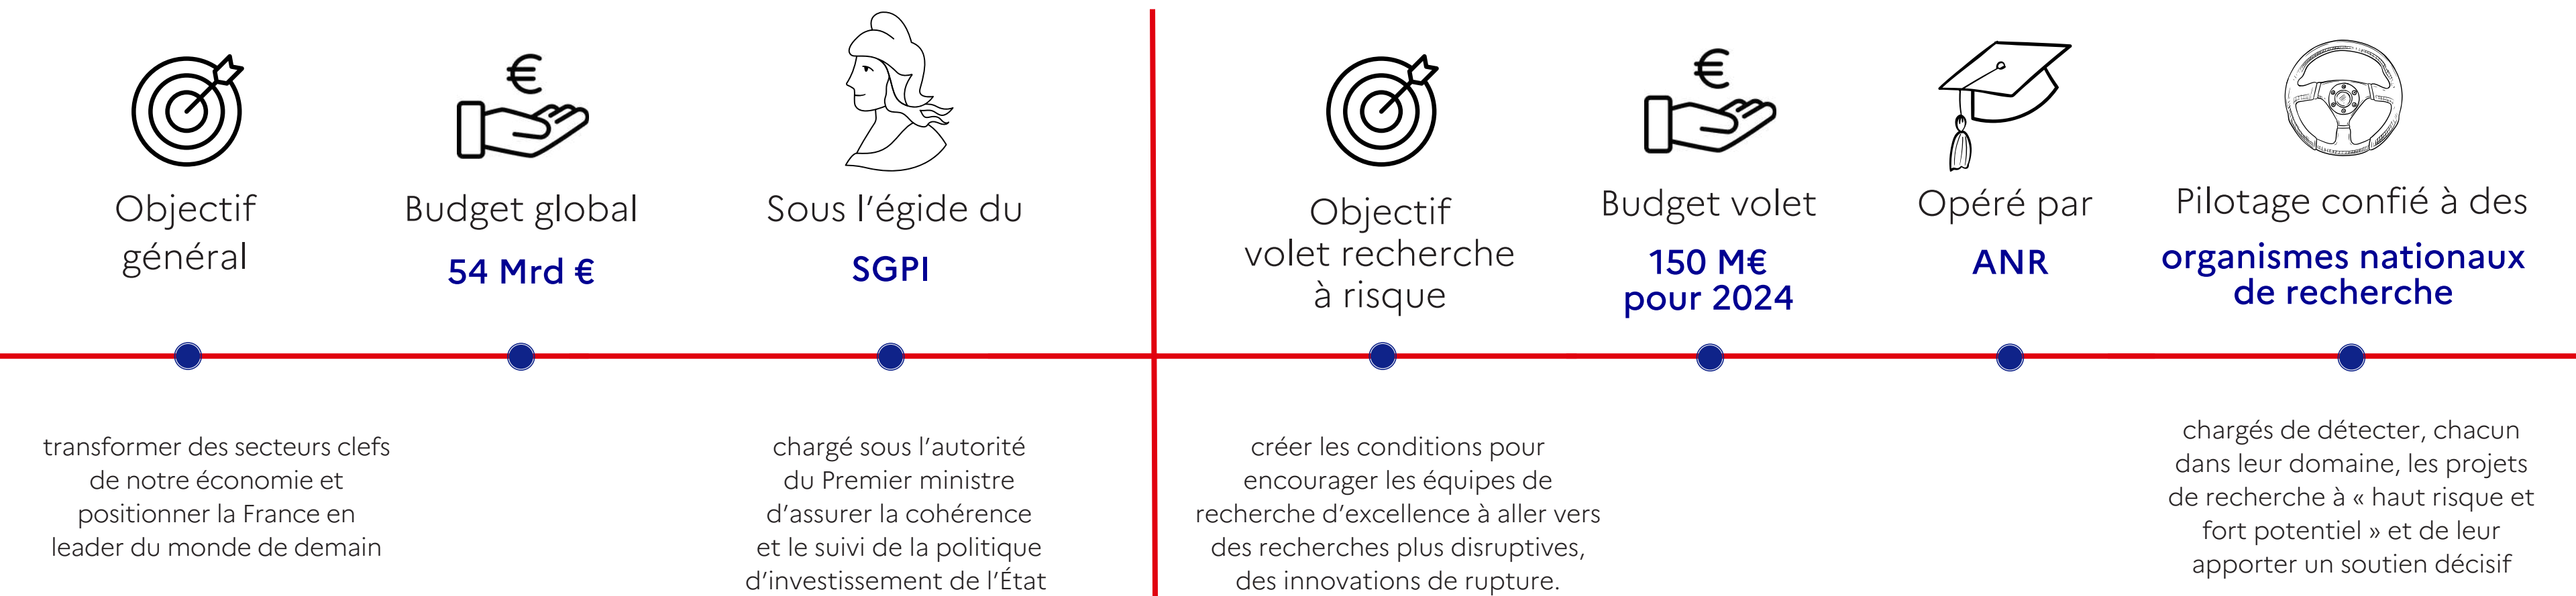 Objectif
général
transformer des secteurs clefs
de notre économie et
positionner la France en
leader du monde de demain
€
Budget global
54 Mrd €
Sous l'égide du
SGPI
chargé sous l'autorité
du Premier ministre
d'assurer la cohérence
et le suivi de la politique
d'investissement de l'État
Objectif
volet recherche
à risque
créer les conditions pour
encourager les équipes de
recherche d'excellence à aller vers
des recherches plus disruptives,
des innovations de rupture.
€
Budget volet
150 M€
pour 2024
Opéré par
ANR
Pilotage confié à des
organismes nationaux
de recherche
chargés de détecter, chacun
dans leur domaine, les projets
de recherche à « haut risque et
fort potentiel » et de leur
apporter un soutien décisif